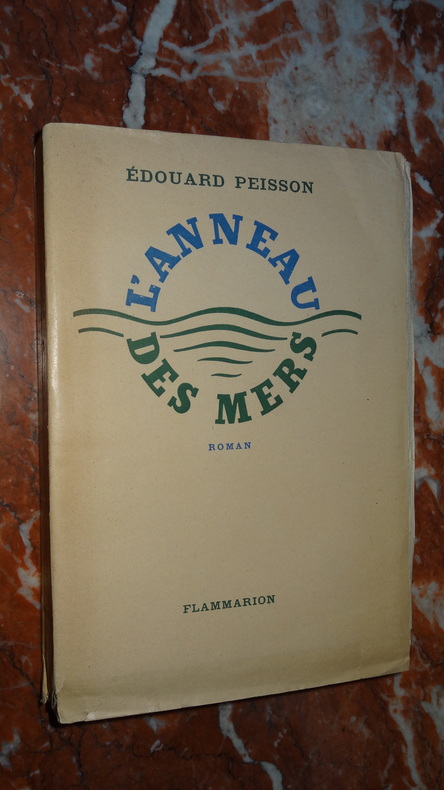 ÉDOUARD PEISSON
L'ANNEAU
DES MERS
ROMAN
FLAMMARION